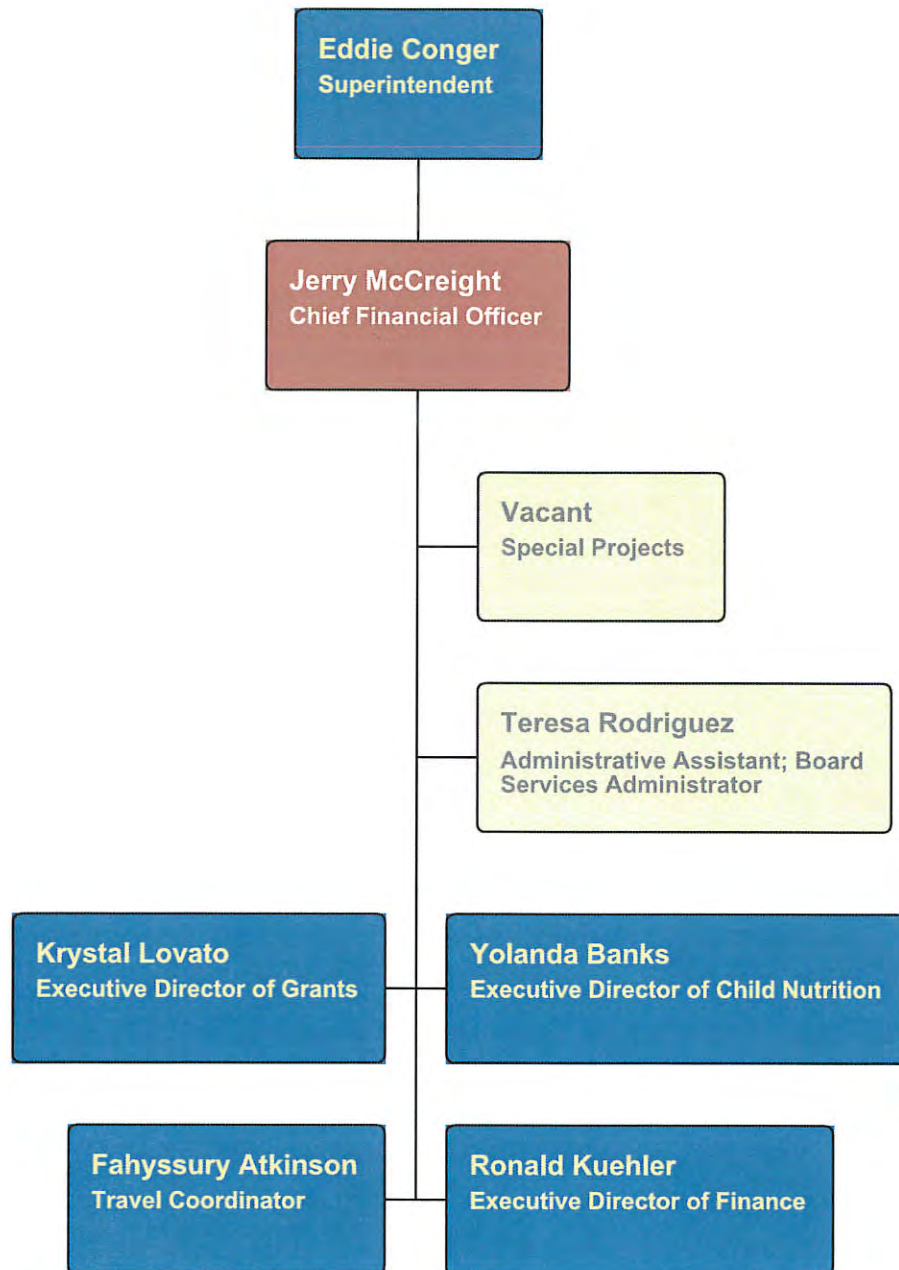 Eddie Conger
Superintendent
Jerry McCreight
Chief Financial Officer
Vacant
Special Projects
Teresa Rodriguez
Administrative Assistant; Board
Services Administrator
Krystal Lovato
Executive Director of Grants
Yolanda Banks
Executive Director of Child Nutrition
Fahyssury Atkinson
Travel Coordinator
Ronald Kuehler
Executive Director of Finance